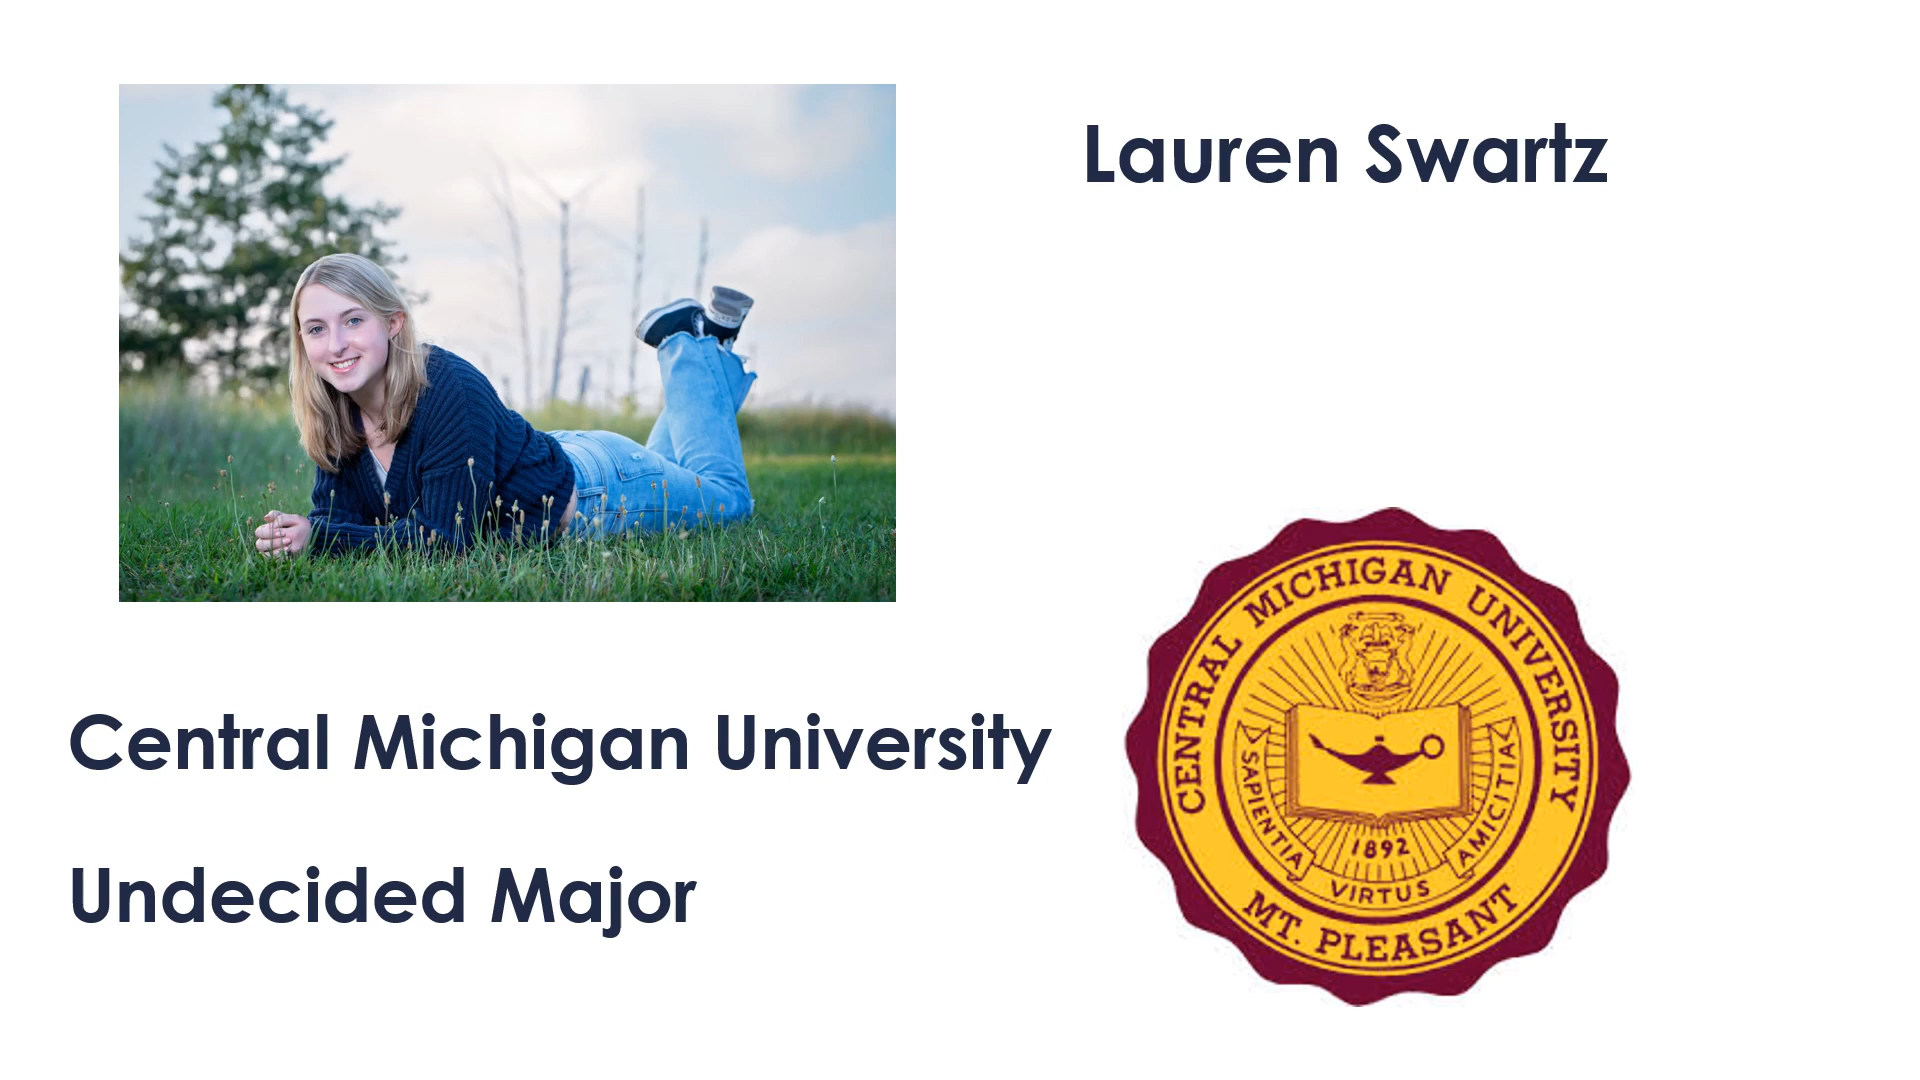 Lauren Swartz
Central Michigan University
Undecided Major
CENTRAL MICHIGAN UNIVERSITY
SAPIENTIA
VIRTUS
AMICITIA
1892
MT. PLEASANT